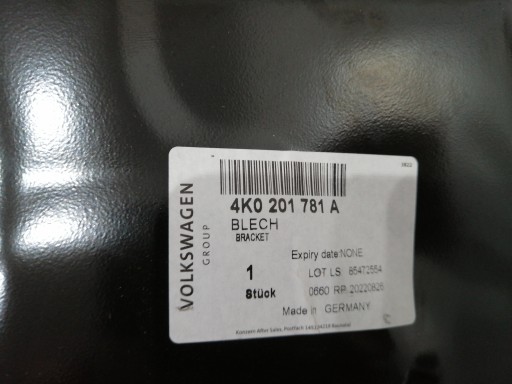 VOLKSWAGEN
GROUP
4K0 201 781 A
BLECH
BRACKET
Expiry date:NONE
1
LOT LS
Stück
0660 RP 20220826
Made in GERMANY